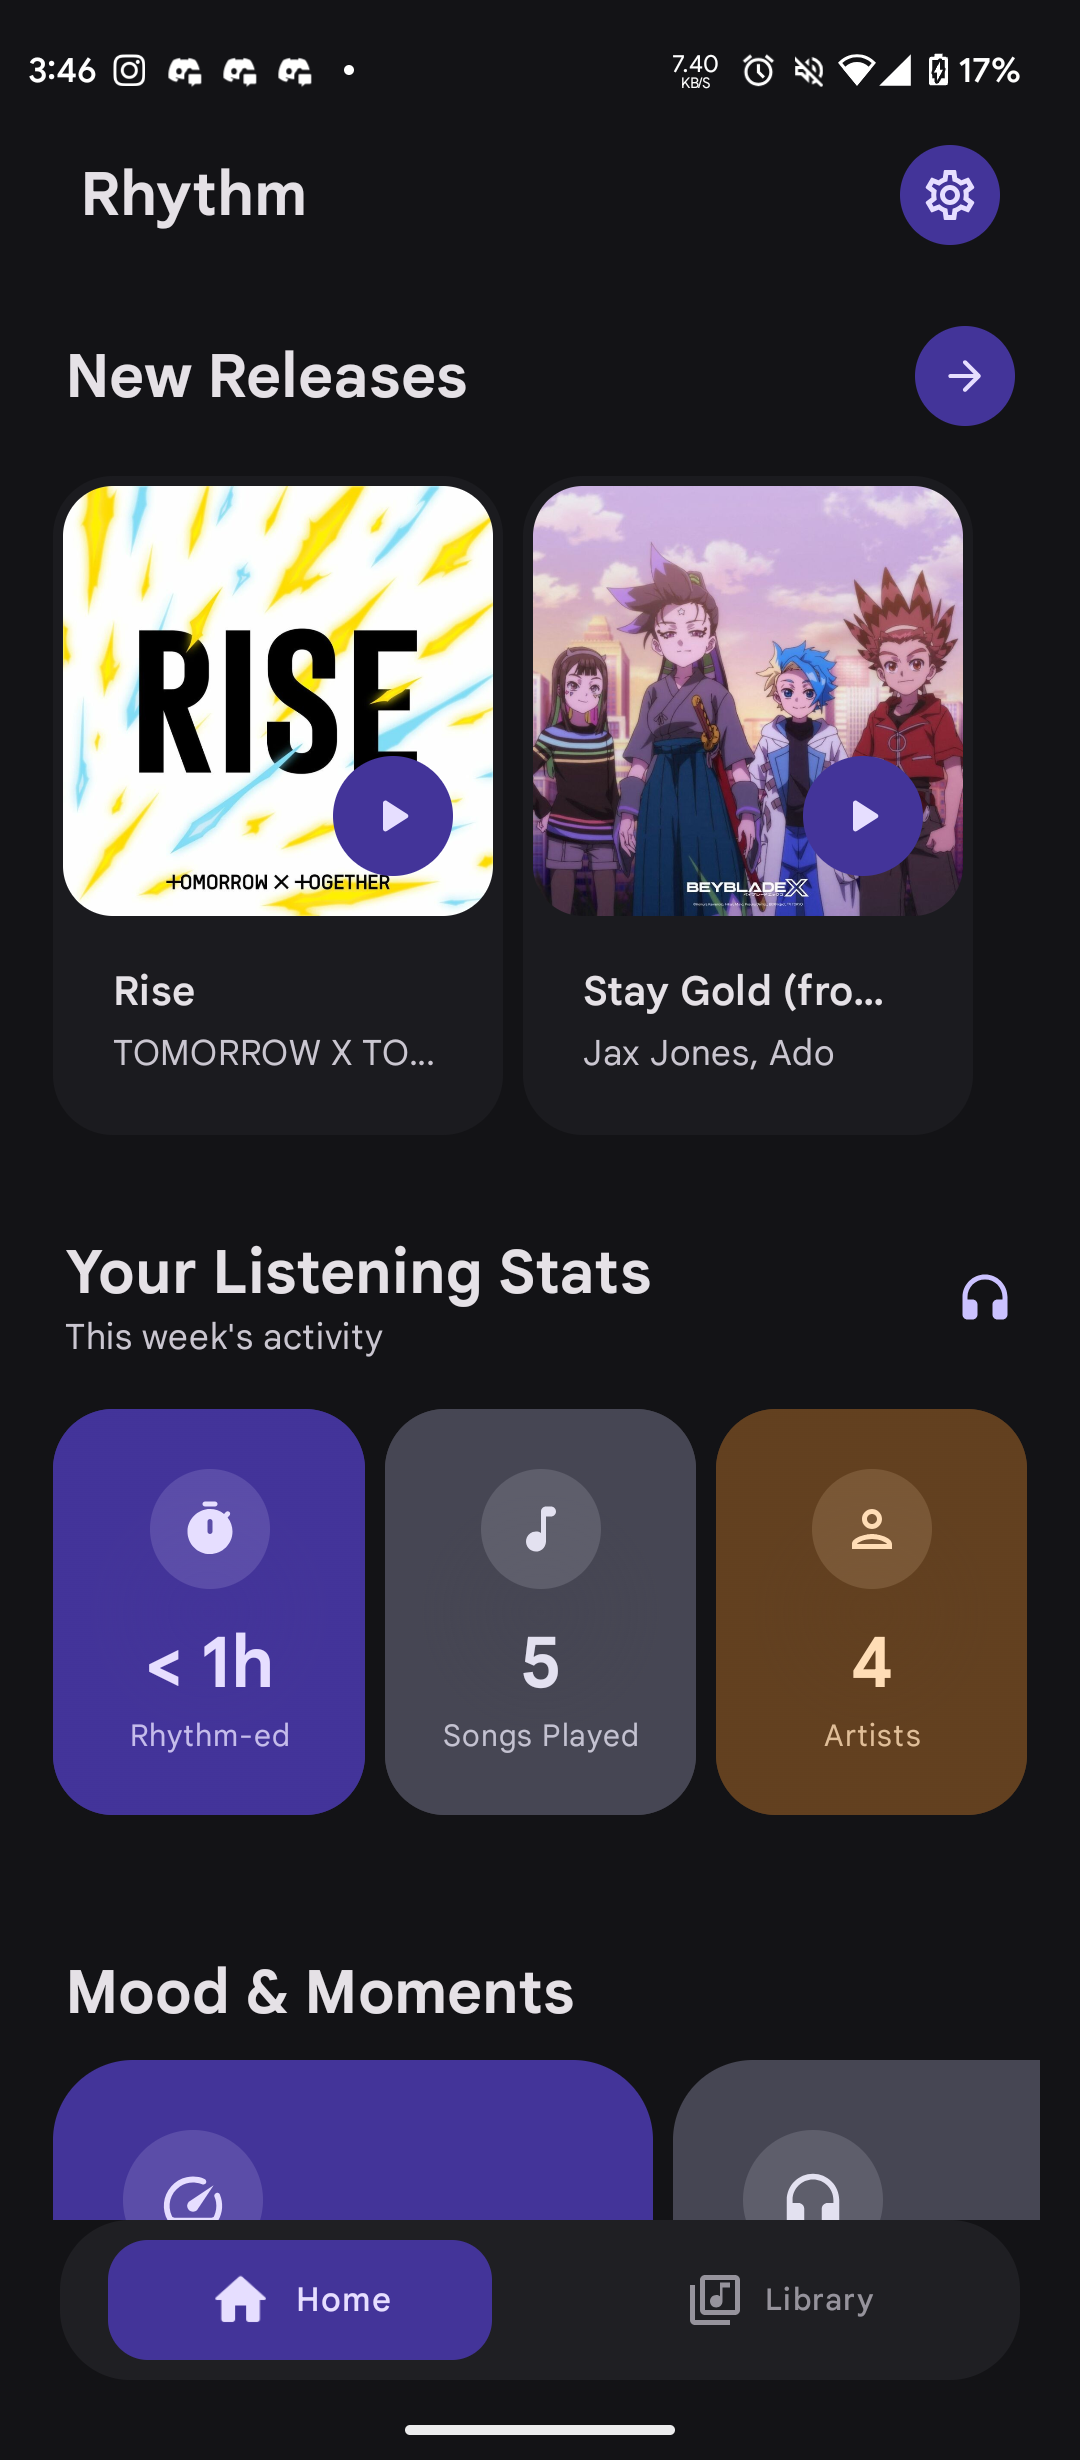 3:46
7.40
KB/S
17%
Rhythm
New Releases
RISE
TOMORROW X TOGETHER
BEYBLADE X
Rise
TOMORROW X TO...
Stay Gold (fro...
Jax Jones, Ado
Your Listening Stats
This week's activity
< 1h
Rhythm-ed
5
Songs Played
4
Artists
Mood & Moments
Home
Library